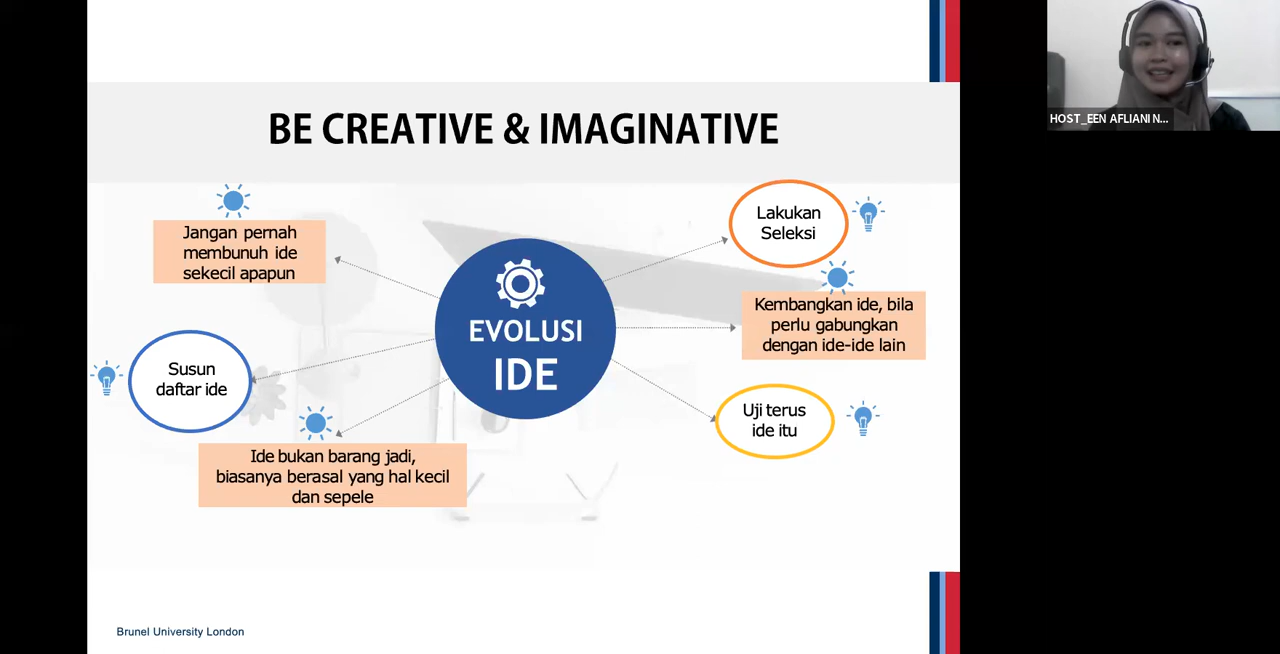 BE CREATIVE & IMAGINATIVE
Jangan pernah
membunuh ide
sekecil apapun
Susun
daftar ide
Ide bukan barang jadi,
biasanya berasal yang hal kecil
dan sepele
EVOLUSI
IDE
Lakukan
Seleksi
Kembangkan ide, bila
perlu gabungkan
dengan ide-ide lain
Uji terus
ide itu
Brunel University London
HOST_EEN AFLIANI N...